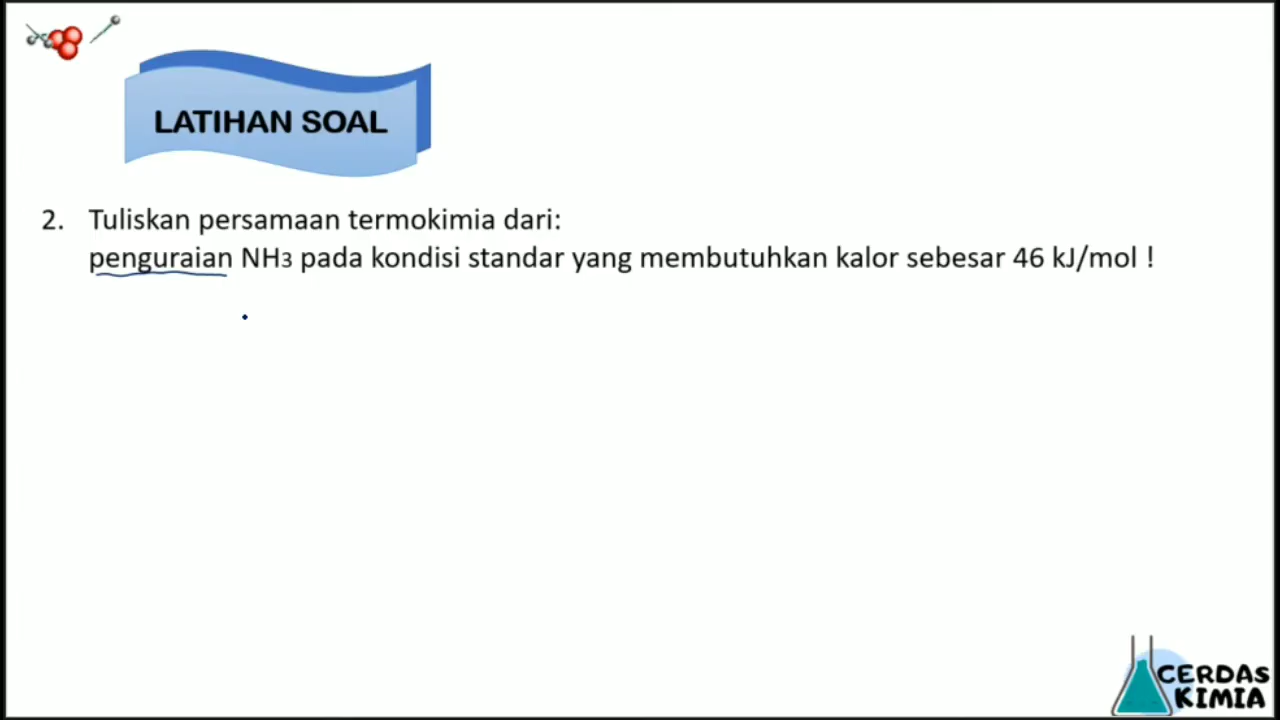 LATIHAN SOAL
2. Tuliskan persamaan termokimia dari:
penguraian NH3 pada kondisi standar yang membutuhkan kalor sebesar 46 kJ/mol !
CERDAS
KIMIA